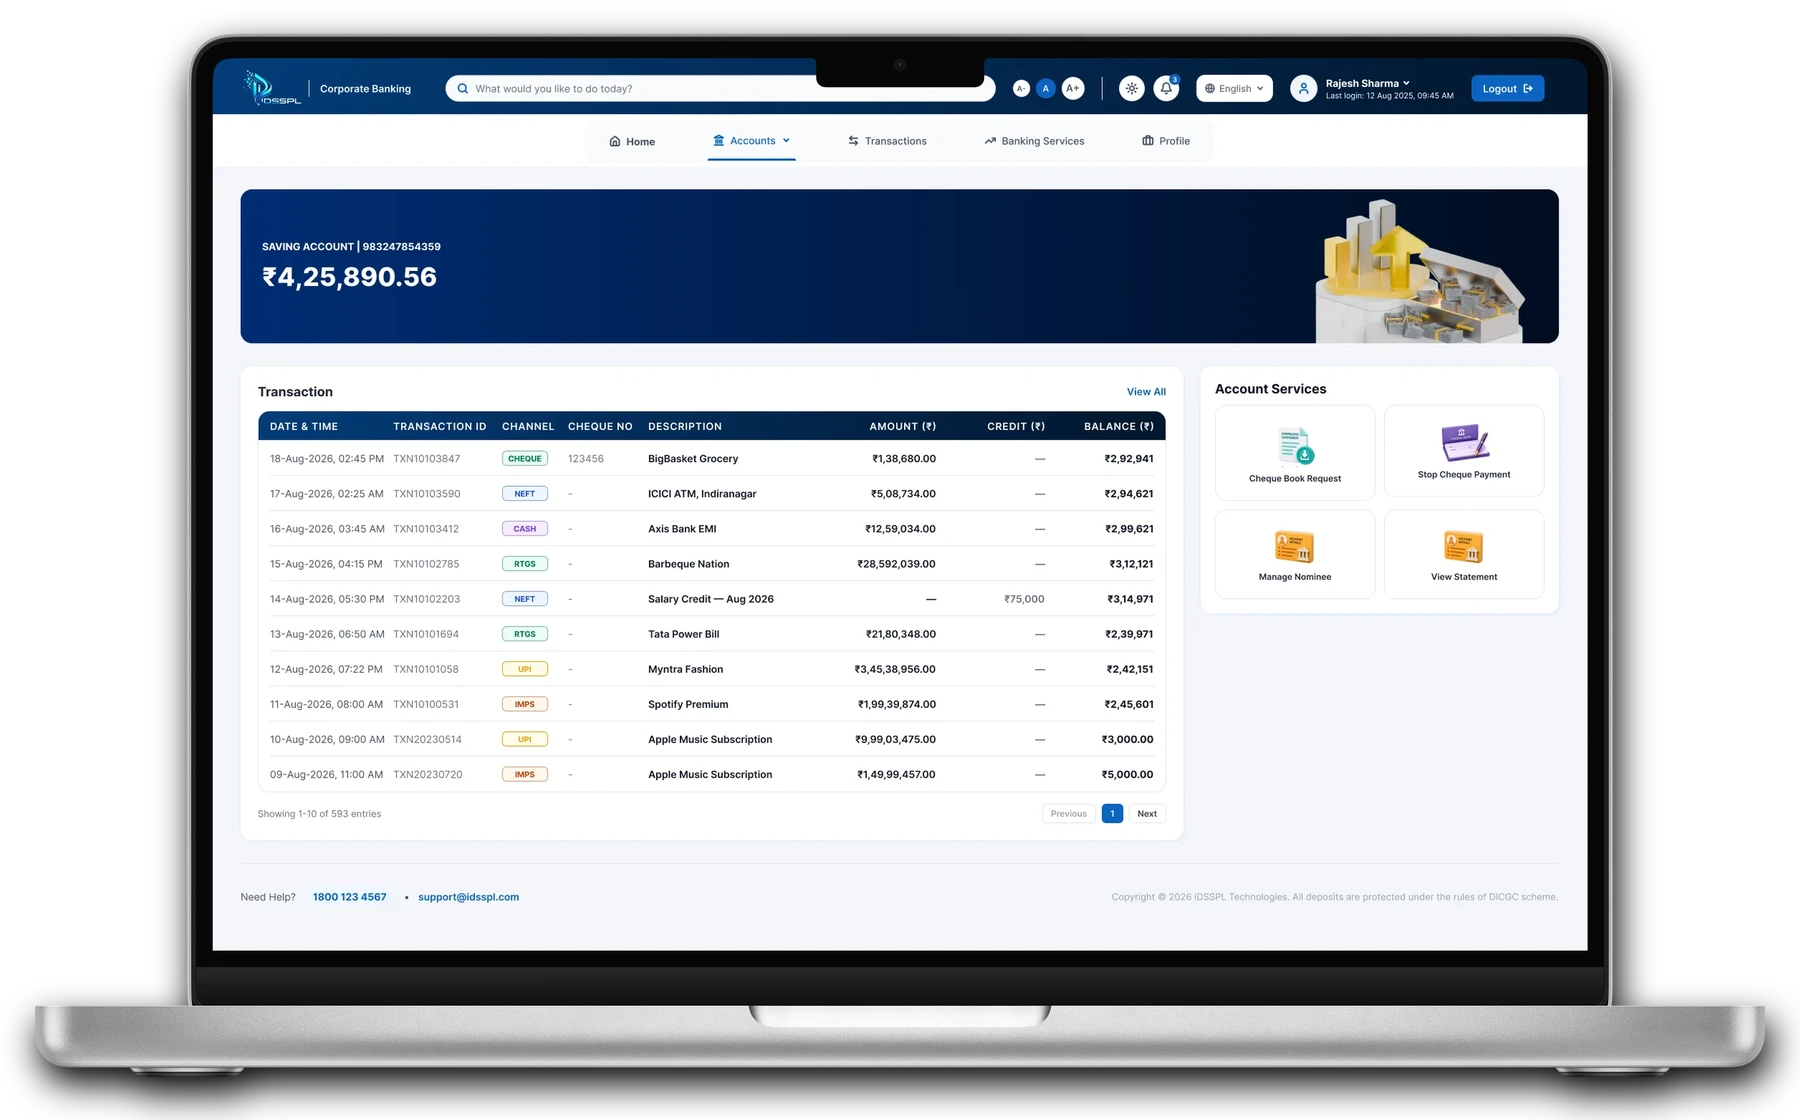 iDSSPL
Corporate Banking
What would you like to do today?
A-
A
A+
3
English
Rajesh Sharma
Last login: 12 Aug 2025, 09:45 AM
Logout
Home
Accounts
Transactions
Banking Services
Profile
SAVING ACCOUNT | 983247854359
₹4,25,890.56
Transaction
View All
DATE & TIME TRANSACTION ID CHANNEL CHEQUE NO DESCRIPTION AMOUNT (₹) CREDIT (₹) BALANCE (₹)
18-Aug-2026, 02:45 PM TXN10103847 CHEQUE 123456 BigBasket Grocery ₹1,38,680.00 — ₹2,92,941
17-Aug-2026, 02:25 AM TXN10103590 NEFT - ICICI ATM, Indiranagar ₹5,08,734.00 — ₹2,94,621
16-Aug-2026, 03:45 AM TXN10103412 CASH - Axis Bank EMI ₹12,59,034.00 — ₹2,99,621
15-Aug-2026, 04:15 PM TXN10102785 RTGS - Barbeque Nation ₹28,592,039.00 — ₹3,12,121
14-Aug-2026, 05:30 PM TXN10102203 NEFT - Salary Credit — Aug 2026 — ₹75,000 ₹3,14,971
13-Aug-2026, 06:50 AM TXN10101694 RTGS - Tata Power Bill ₹21,80,348.00 — ₹2,39,971
12-Aug-2026, 07:22 PM TXN10101058 UPI - Myntra Fashion ₹3,45,38,956.00 — ₹2,42,151
11-Aug-2026, 08:00 AM TXN10100531 IMPS - Spotify Premium ₹1,99,39,874.00 — ₹2,45,601
10-Aug-2026, 09:00 AM TXN20230514 UPI - Apple Music Subscription ₹9,99,03,475.00 — ₹3,000.00
09-Aug-2026, 11:00 AM TXN20230720 IMPS - Apple Music Subscription ₹1,49,99,457.00 — ₹5,000.00
Showing 1-10 of 593 entries
Previous
1
Next
Account Services
Cheque Book Request
Stop Cheque Payment
Manage Nominee
View Statement
Need Help? 1800 123 4567 • support@idsspl.com
Copyright © 2026 iDSSPL Technologies. All deposits are protected under the rules of DICGC scheme.